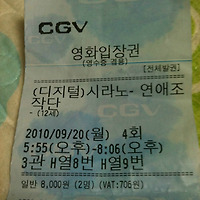 CGV
영화입장권
(영수증 겸용)
[전체발권]
(디지털)시라노- 연애조
작단
- (12세)
2010/09/20(월) 4회
5:55(오후)-8:06(오후)
3관 H열8번 H열9번
일반 8,000원 (2명) (VAT:706원)